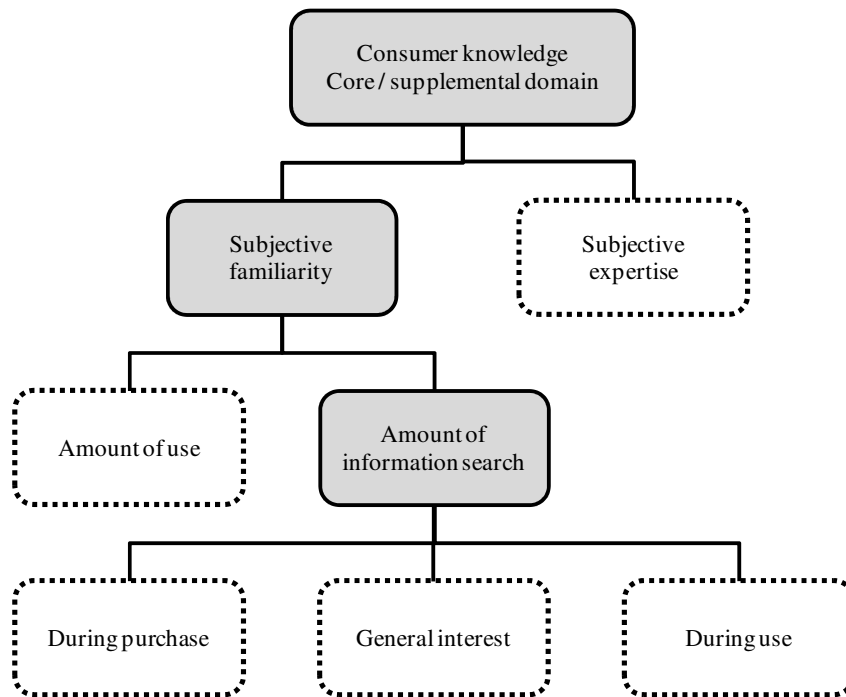 Consumer knowledge
Core / supplemental domain
Subjective
familiarity
Subjective
expertise
Amount of use
Amount of
information search
During purchase
General interest
During use